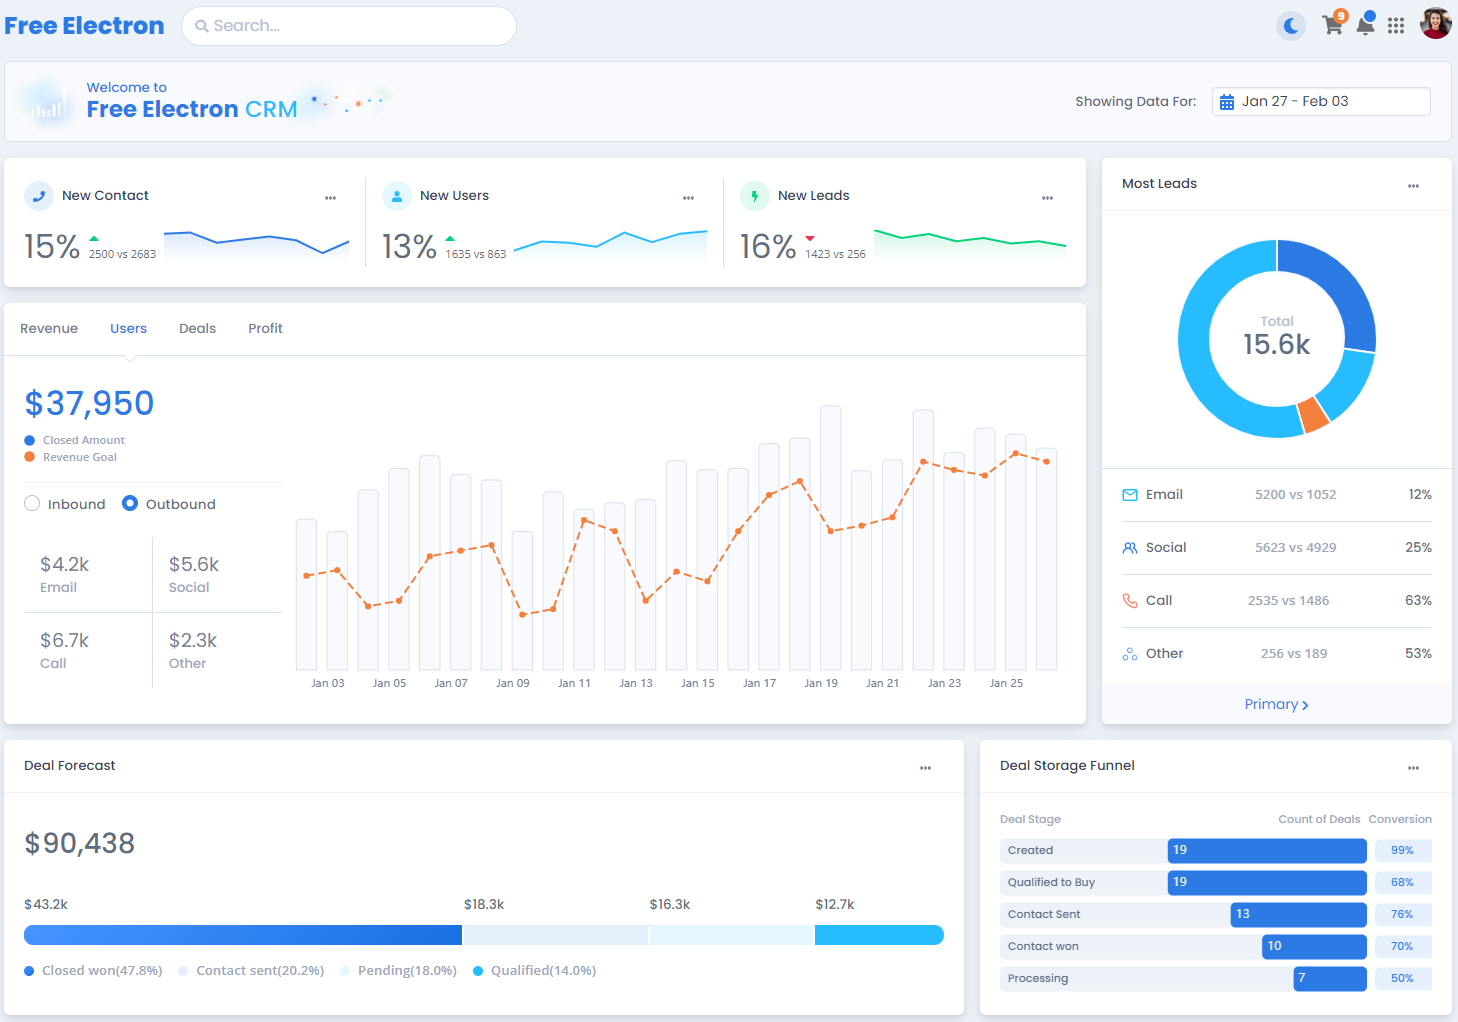 Free Electron
Search...
9
Welcome to
Free Electron CRM
Showing Data For:
Jan 27 - Feb 03
New Contact
15%
2500 vs 2683
New Users
13%
1635 vs 863
New Leads
16%
1423 vs 256
Most Leads
Total
15.6k
Email 5200 vs 1052 12%
Social 5623 vs 4929 25%
Call 2535 vs 1486 63%
Other 256 vs 189 53%
Primary
Revenue Users Deals Profit
$37,950
Closed Amount
Revenue Goal
Inbound Outbound
$4.2k
Email
$5.6k
Social
$6.7k
Call
$2.3k
Other
Jan 03 Jan 05 Jan 07 Jan 09 Jan 11 Jan 13 Jan 15 Jan 17 Jan 19 Jan 21 Jan 23 Jan 25
Deal Forecast
$90,438
$43.2k $18.3k $16.3k $12.7k
Closed won(47.8%) Contact sent(20.2%) Pending(18.0%) Qualified(14.0%)
Deal Storage Funnel
Deal Stage Count of Deals Conversion
Created 19 99%
Qualified to Buy 19 68%
Contact Sent 13 76%
Contact won 10 70%
Processing 7 50%